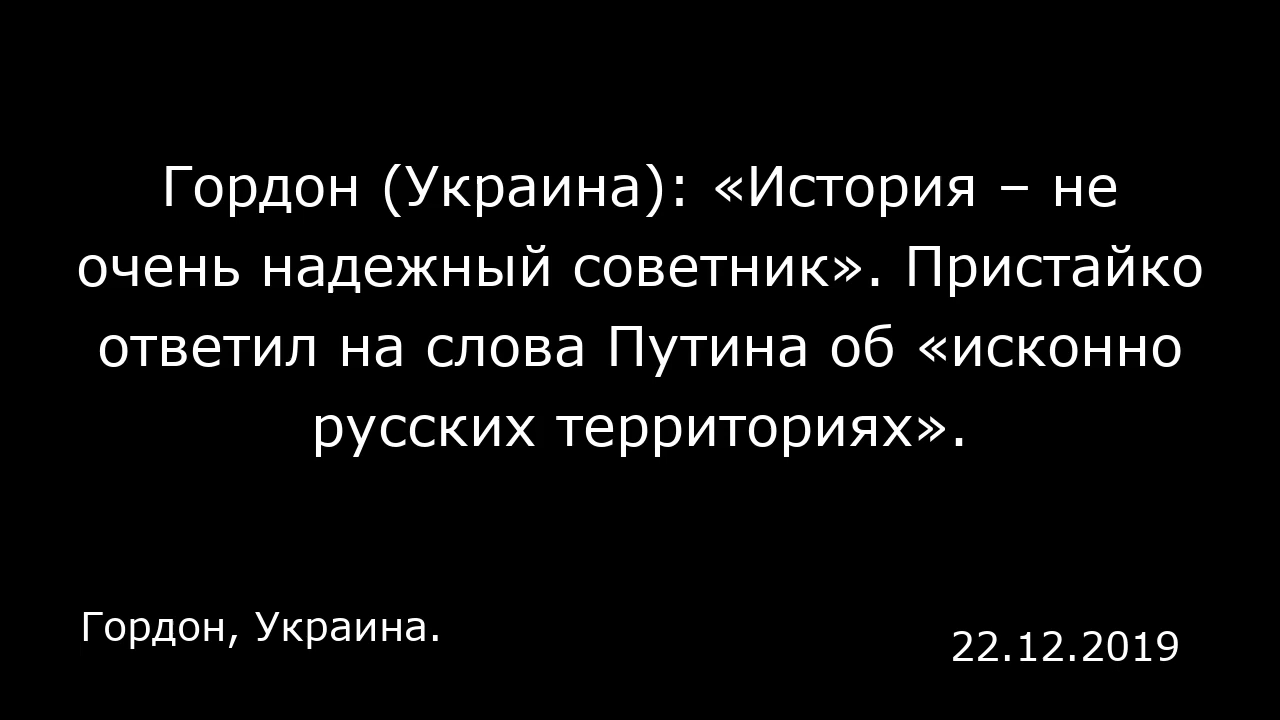 Гордон (Украина): «История – не
очень надежный советник». Пристайко
ответил на слова Путина об «исконно
русских территориях».
Гордон, Украина.
22.12.2019